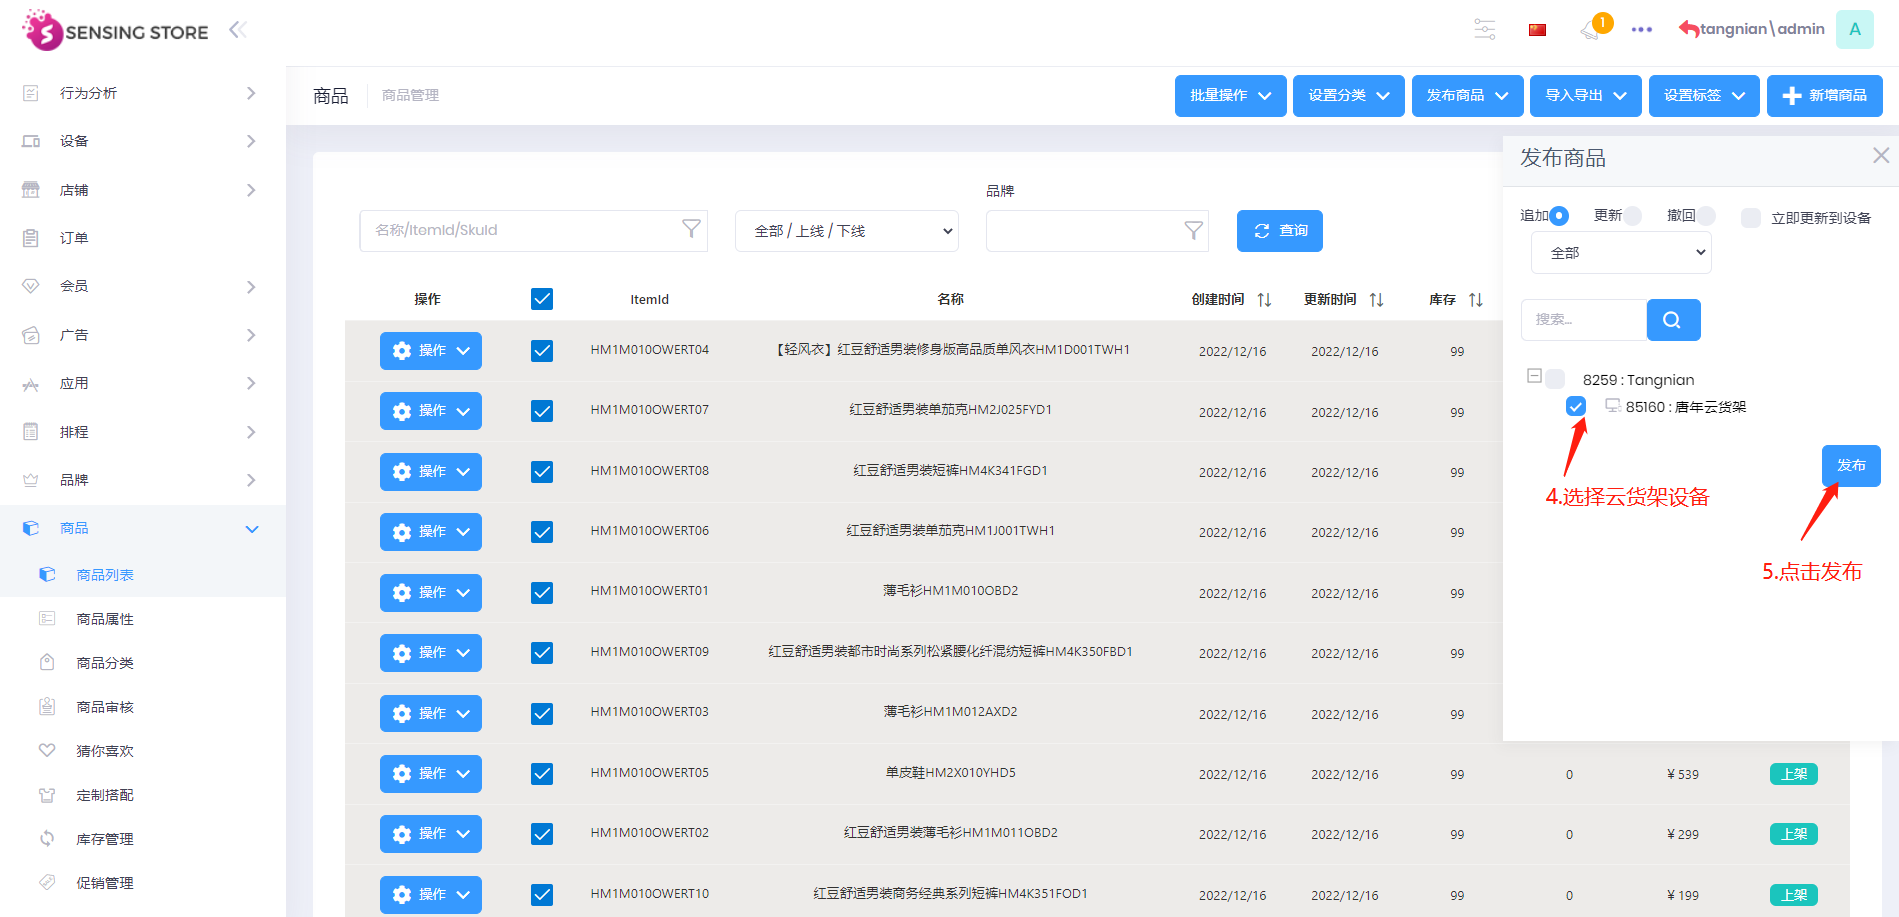 SENSING STORE
1
tangnian\admin
A
行为分析
设备
店铺
订单
会员
广告
应用
排程
品牌
商品
商品列表
商品属性
商品分类
商品审核
猜你喜欢
定制搭配
库存管理
促销管理
商品 商品管理
批量操作 设置分类 发布商品 导入导出 设置标签 新增商品
品牌
名称/ItemId/SkuId 全部 / 上线 / 下线 查询
操作 ItemId 名称 创建时间 更新时间 库存
操作 HM1M010OWERT04 【轻风衣】红豆舒适男装修身版高品质单风衣HM1D001TWH1 2022/12/16 2022/12/16 99
操作 HM1M010OWERT07 红豆舒适男装单茄克HM2J025FYD1 2022/12/16 2022/12/16 99
操作 HM1M010OWERT08 红豆舒适男装短裤HM4K341FGD1 2022/12/16 2022/12/16 99
操作 HM1M010OWERT06 红豆舒适男装单茄克HM1J001TWH1 2022/12/16 2022/12/16 99
操作 HM1M010OWERT01 薄毛衫HM1M010OBD2 2022/12/16 2022/12/16 99
操作 HM1M010OWERT09 红豆舒适男装都市时尚系列松紧腰化纤混纺短裤HM4K350FBD1 2022/12/16 2022/12/16 99
操作 HM1M010OWERT03 薄毛衫HM1M012AXD2 2022/12/16 2022/12/16 99
操作 HM1M010OWERT05 单皮鞋HM2X010YHD5 2022/12/16 2022/12/16 99 0 ¥ 539 上架
操作 HM1M010OWERT02 红豆舒适男装薄毛衫HM1M011OBD2 2022/12/16 2022/12/16 99 0 ¥ 299 上架
操作 HM1M010OWERT10 红豆舒适男装商务经典系列短裤HM4K351FOD1 2022/12/16 2022/12/16 99 0 ¥ 199 上架
发布商品
追加 更新 撤回 立即更新到设备
全部
搜索...
8259 : Tangnian
85160 : 唐年云货架
发布
4.选择云货架设备
5.点击发布